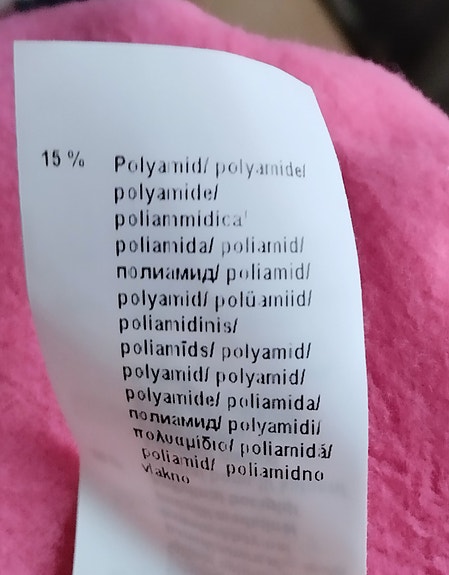 15 % Polyamid/ polyamide/
polyamide/
poliammidica/
poliamida/ poliamid/
полиамид/ poliamid/
polyamid/ polüamiid/
poliamidinis/
poliamīds/ polyamid/
polyamid/ polyamid/
polyamide/ poliamida/
полиамид/ polyamidi/
πολυαμίδιο/ poliamidă/
poliamid/ poliamidno
vlakno